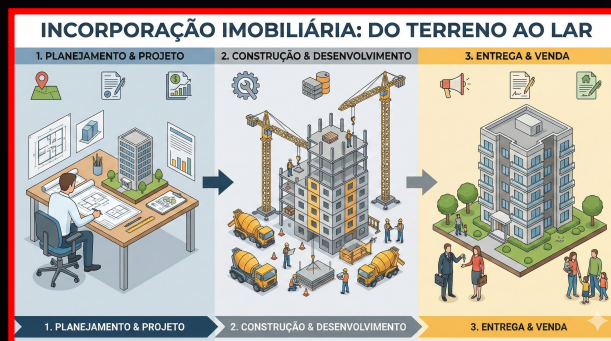 INCORPORAÇÃO IMOBILIÁRIA: DO TERRENO AO LAR
1. PLANEJAMENTO & PROJETO
2. CONSTRUÇÃO & DESENVOLVIMENTO
3. ENTREGA & VENDA
1. PLANEJAMENTO & PROJETO
2. CONSTRUÇÃO & DESENVOLVIMENTO
3. ENTREGA & VENDA